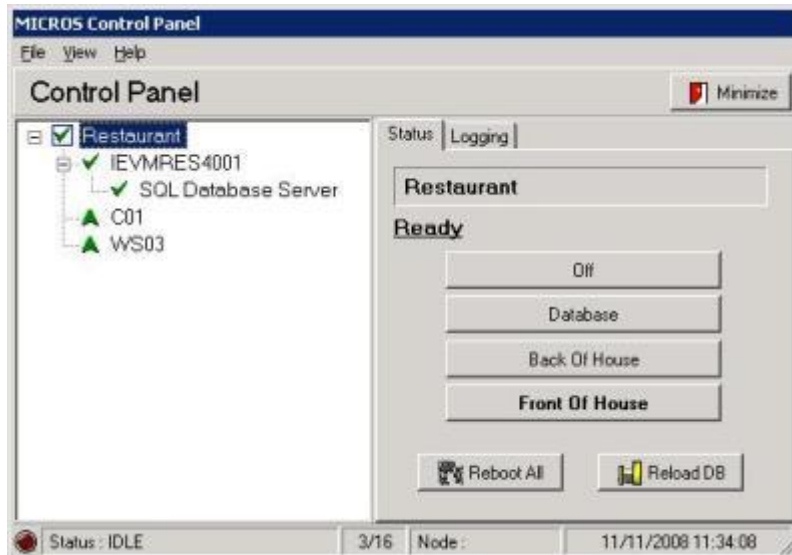 MICROS Control Panel
File View Help
Control Panel
Minimize
Restaurant
IEVMRES4001
SQL Database Server
C01
WS03
Status Logging
Restaurant
Ready
Off
Database
Back Of House
Front Of House
Reboot All Reload DB
Status : IDLE 3/16 Node : 11/11/2008 11:34:08